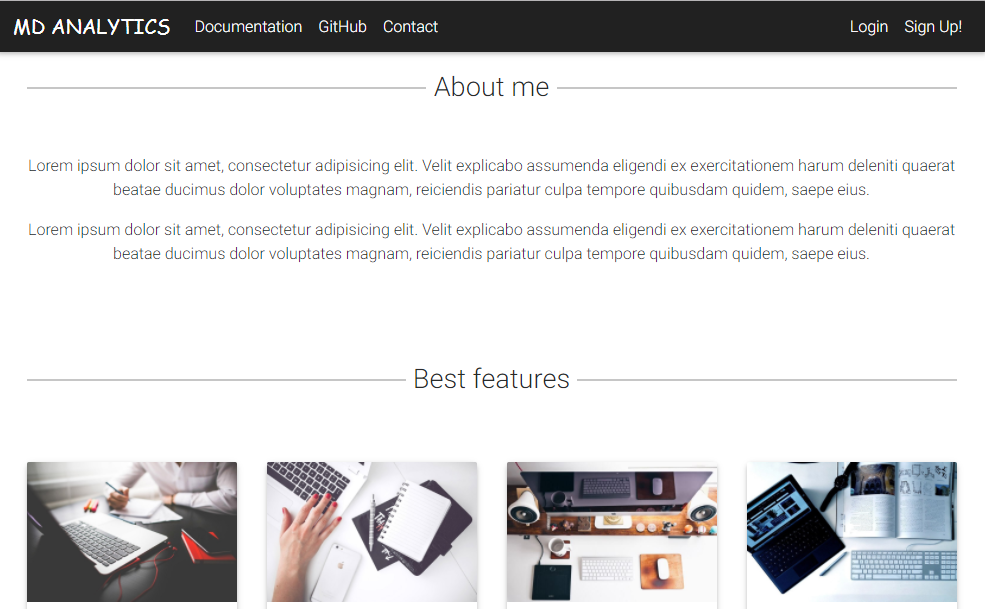 MD ANALYTICS Documentation GitHub Contact Login Sign Up!
About me
Lorem ipsum dolor sit amet, consectetur adipisicing elit. Velit explicabo assumenda eligendi ex exercitationem harum deleniti quaerat
beatae ducimus dolor voluptates magnam, reiciendis pariatur culpa tempore quibusdam quidem, saepe eius.
Lorem ipsum dolor sit amet, consectetur adipisicing elit. Velit explicabo assumenda eligendi ex exercitationem harum deleniti quaerat
beatae ducimus dolor voluptates magnam, reiciendis pariatur culpa tempore quibusdam quidem, saepe eius.
Best features